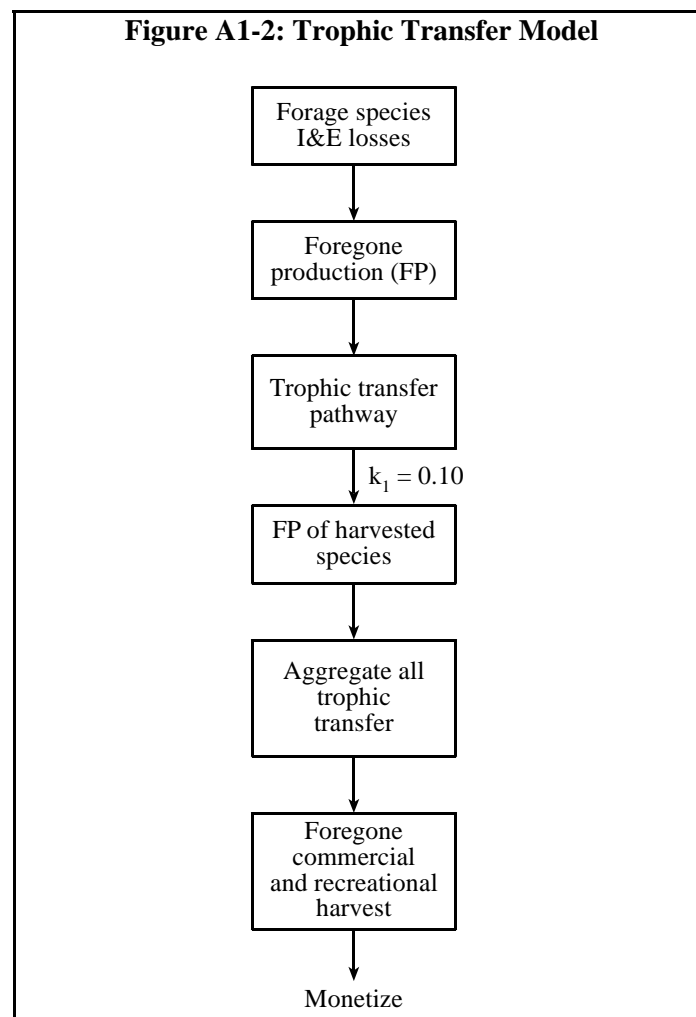 Figure A1-2: Trophic Transfer Model
Forage species
I&E losses
Foregone
production (FP)
Trophic transfer
pathway
k₁ = 0.10
FP of harvested
species
Aggregate all
trophic
transfer
Foregone
commercial
and recreational
harvest
Monetize